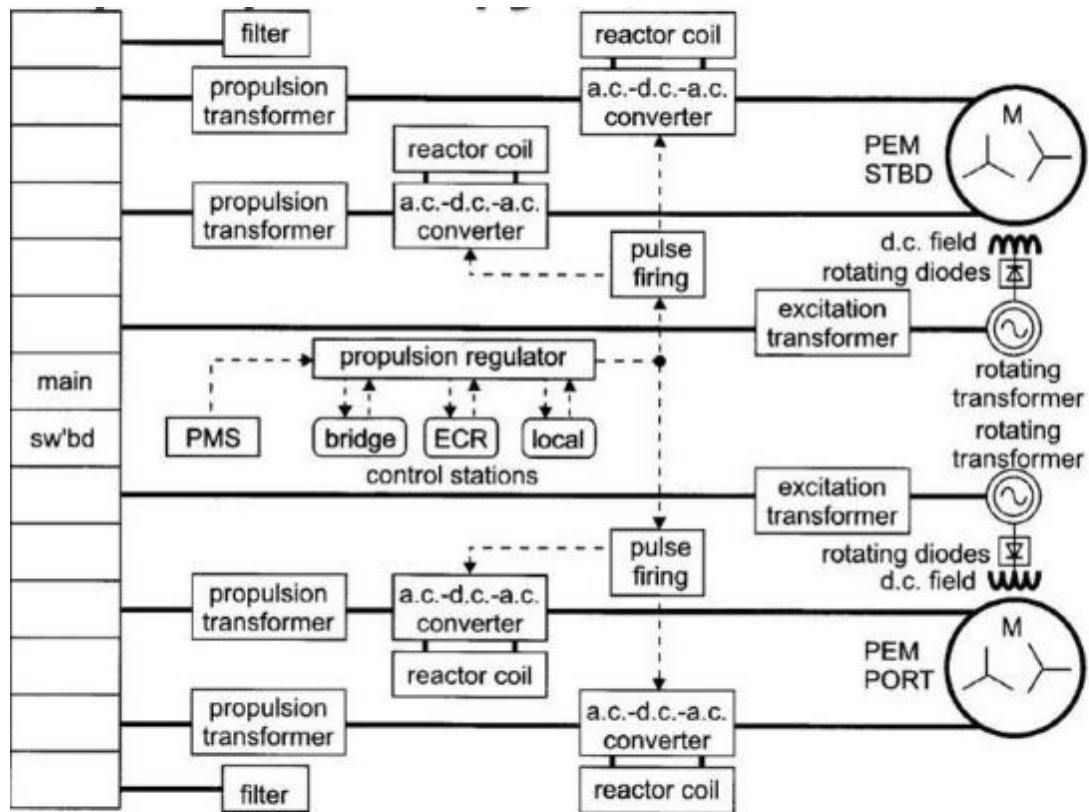 filter
reactor coil
propulsion
transformer
a.c.-d.c.-a.c.
converter
M
PEM
STBD
reactor coil
propulsion
transformer
a.c.-d.c.-a.c.
converter
pulse
firing
d.c. field
rotating diodes
excitation
transformer
rotating
transformer
propulsion regulator
main
sw'bd
PMS
bridge
ECR
local
control stations
rotating
transformer
excitation
transformer
pulse
firing
rotating diodes
d.c. field
propulsion
transformer
a.c.-d.c.-a.c.
converter
reactor coil
M
PEM
PORT
propulsion
transformer
a.c.-d.c.-a.c.
converter
filter
reactor coil